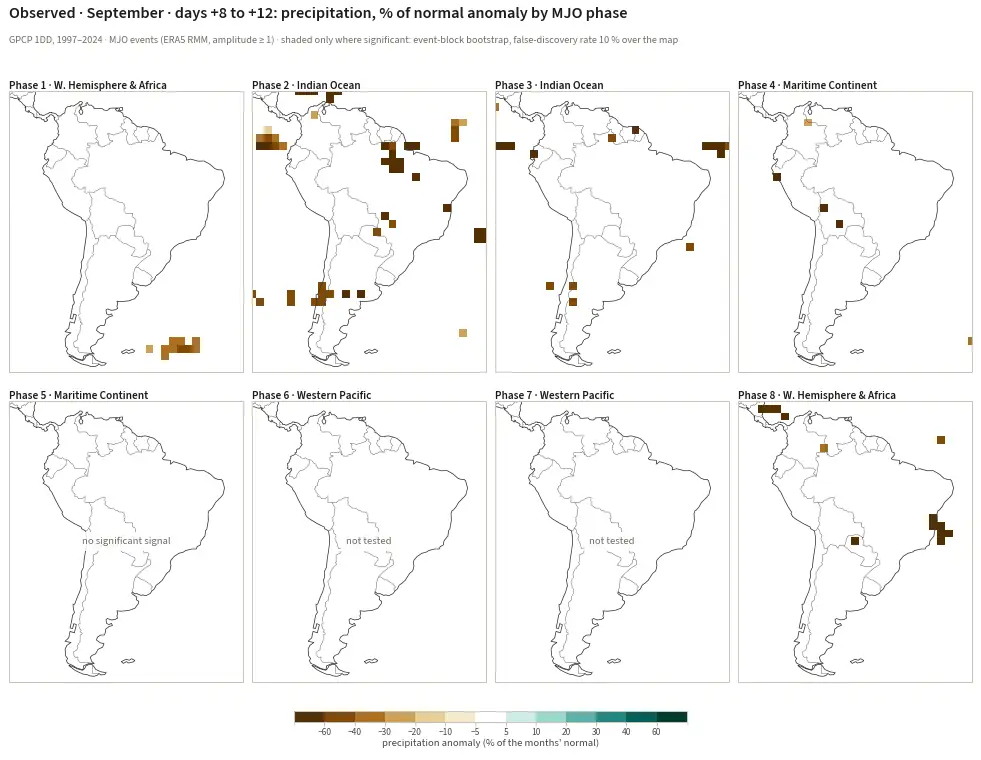 Observed · September · days +8 to +12: precipitation, % of normal anomaly by MJO phase
GPCP 1DD, 1997–2024 · MJO events (ERA5 RMM, amplitude ≥ 1) · shaded only where significant: event-block bootstrap, false-discovery rate 10 % over the map
Phase 1 · W. Hemisphere & Africa
Phase 2 · Indian Ocean
Phase 3 · Indian Ocean
Phase 4 · Maritime Continent
Phase 5 · Maritime Continent
Phase 6 · Western Pacific
Phase 7 · Western Pacific
Phase 8 · W. Hemisphere & Africa
no significant signal
not tested
not tested
−60 −40 −30 −20 −10 −5 5 10 20 30 40 60
precipitation anomaly (% of the months' normal)